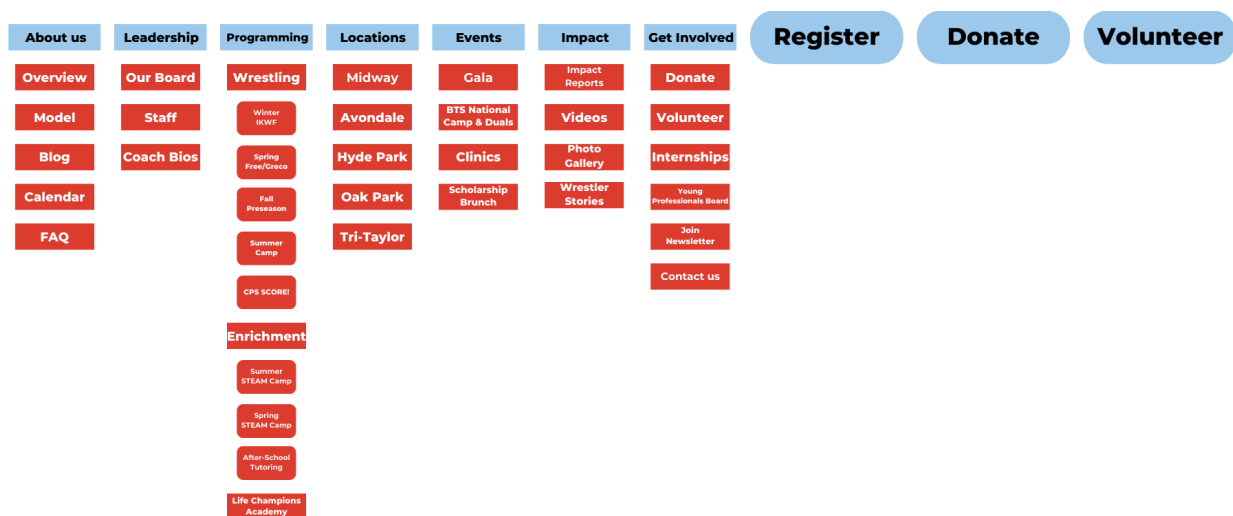 About us
Overview
Model
Blog
Calendar
FAQ
Leadership
Our Board
Staff
Coach Bios
Programming
Wrestling
Winter
IKWF
Spring
Free/Greco
Fall
Preseason
Summer
Camp
CPS SCORE!
Enrichment
Summer
STEAM Camp
Spring
STEAM Camp
After-School
Tutoring
Life Champions
Academy
Locations
Midway
Avondale
Hyde Park
Oak Park
Tri-Taylor
Events
Gala
BTS National
Camp & Duals
Clinics
Scholarship
Brunch
Impact
Impact
Reports
Videos
Photo
Gallery
Wrestler
Stories
Get Involved
Donate
Volunteer
Internships
Young
Professionals Board
Join
Newsletter
Contact us
Register
Donate
Volunteer